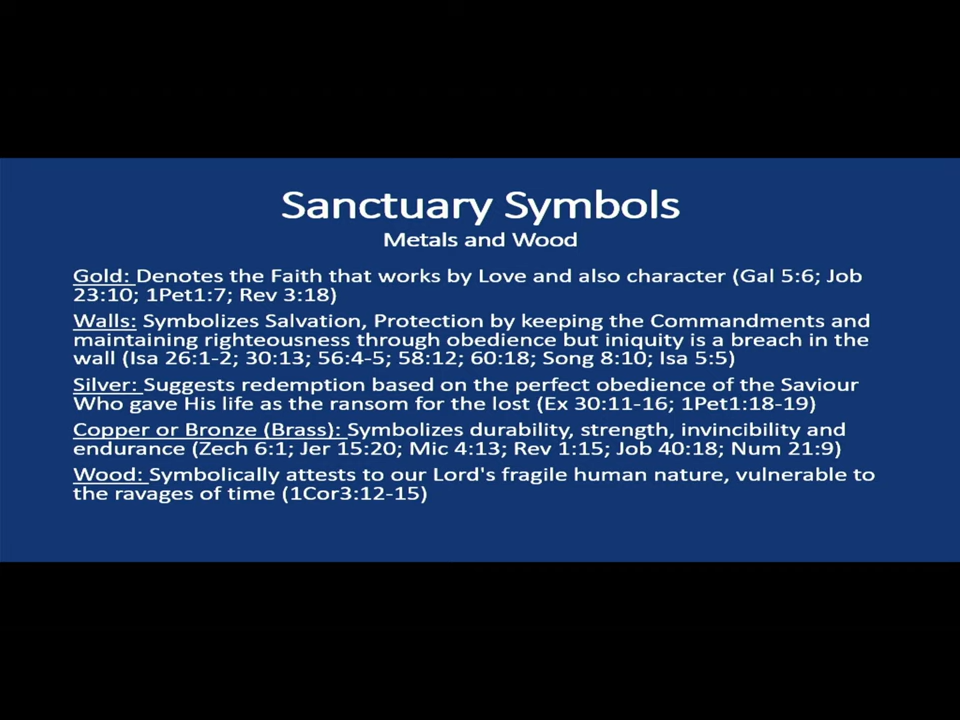 Sanctuary Symbols
Metals and Wood
Gold: Denotes the Faith that works by Love and also character (Gal 5:6; Job
23:10; 1Pet1:7; Rev 3:18)
Walls: Symbolizes Salvation, Protection by keeping the Commandments and
maintaining righteousness through obedience but iniquity is a breach in the
wall (Isa 26:1-2; 30:13; 56:4-5; 58:12; 60:18; Song 8:10; Isa 5:5)
Silver: Suggests redemption based on the perfect obedience of the Saviour
Who gave His life as the ransom for the lost (Ex 30:11-16; 1Pet1:18-19)
Copper or Bronze (Brass): Symbolizes durability, strength, invincibility and
endurance (Zech 6:1; Jer 15:20; Mic 4:13; Rev 1:15; Job 40:18; Num 21:9)
Wood: Symbolically attests to our Lord's fragile human nature, vulnerable to
the ravages of time (1Cor3:12-15)